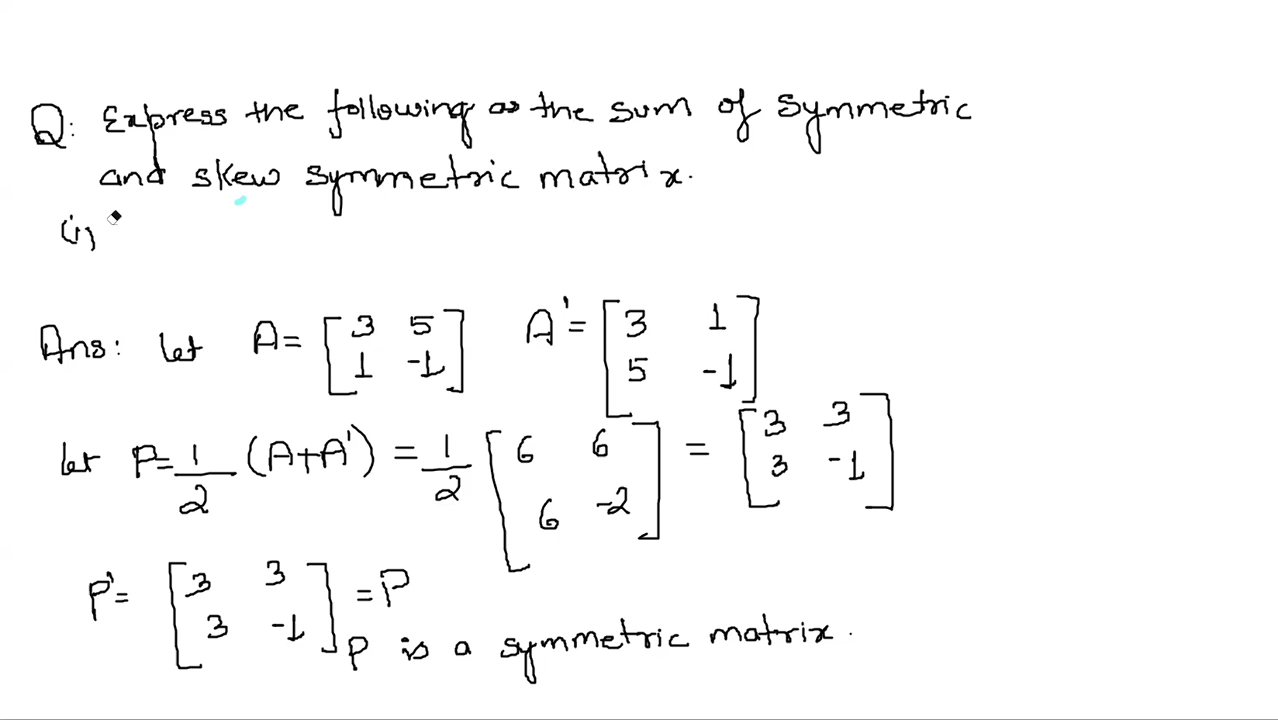 Q: Express the following as the sum of symmetric
and skew symmetric matrix.
(i)
Ans: let A = [ 3 5 A' = [ 3 1
1 -1 ] 5 -1 ]
let P = 1/2 (A+A') = 1/2 [ 6 6 = [ 3 3
6 -2 ] 3 -1 ]
P' = [ 3 3 = P
3 -1 ] P is a symmetric matrix.